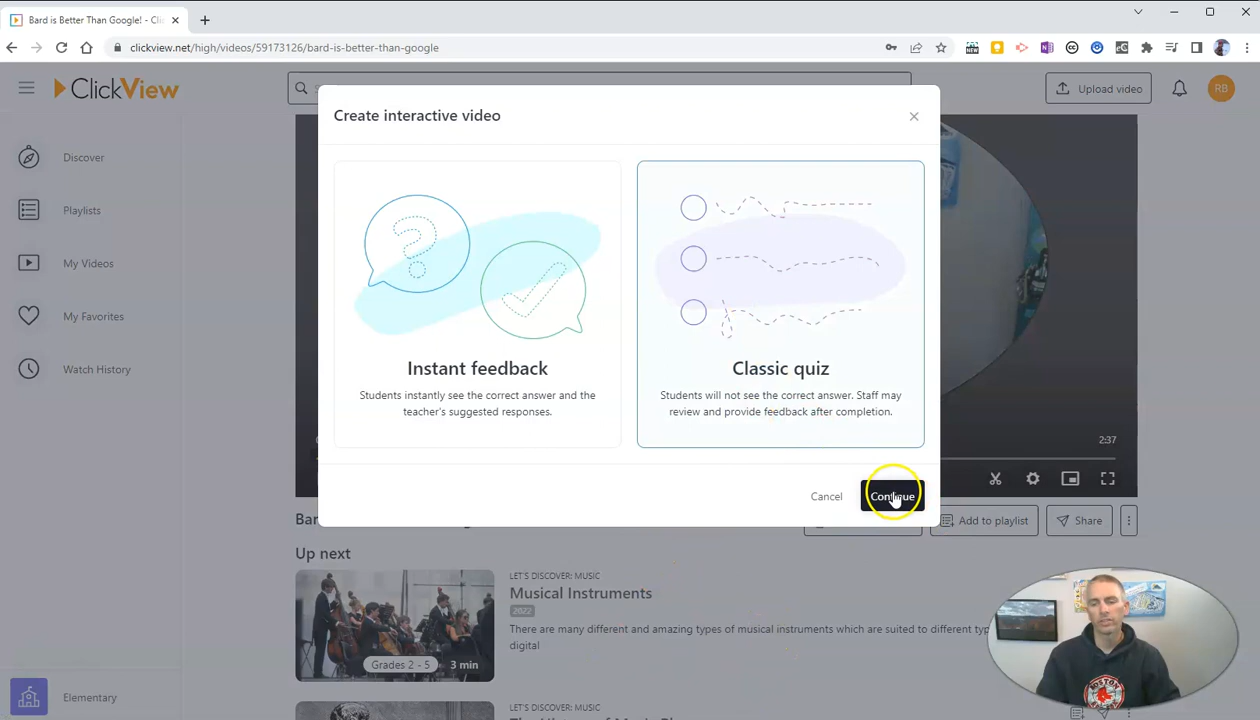 Bard is Better Than Google! - Cli
clickview.net/high/videos/59173126/bard-is-better-than-google
ClickView
Upload video
RB
Create interactive video
Discover
Playlists
My Videos
My Favorites
Watch History
Instant feedback
Students instantly see the correct answer and the
teacher's suggested responses.
Classic quiz
Students will not see the correct answer. Staff may
review and provide feedback after completion.
2:37
Cancel
Continue
Add to playlist
Share
Up next
LET'S DISCOVER: MUSIC
Musical Instruments
2022
There are many different and amazing types of musical instruments which are suited to different
digital
Grades 2 - 5
3 min
Elementary
LET'S DISCOVER: MUSIC